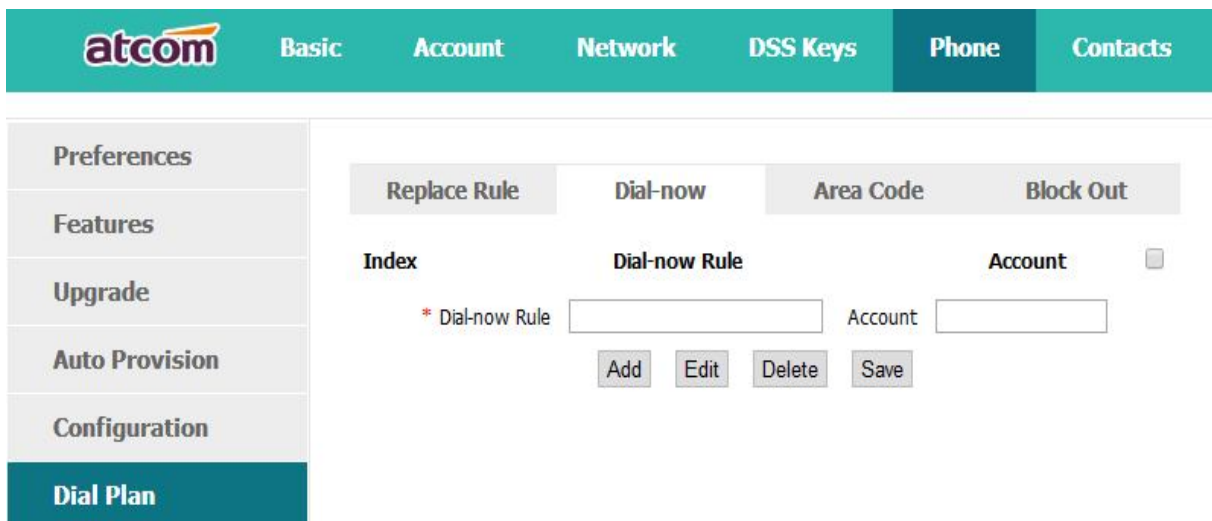 atcom Basic Account Network DSS Keys Phone Contacts
Preferences
Features
Upgrade
Auto Provision
Configuration
Dial Plan
Replace Rule Dial-now Area Code Block Out
Index Dial-now Rule Account
* Dial-now Rule Account
Add Edit Delete Save